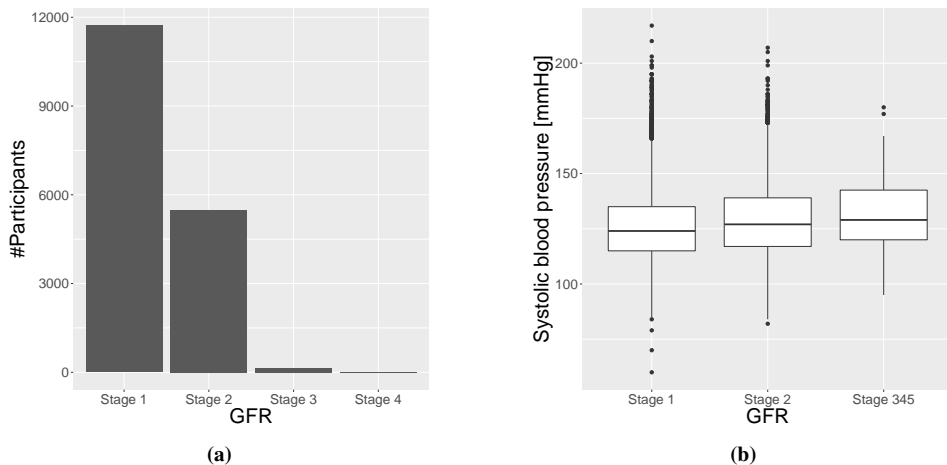 12000
9000
6000
3000
0
#Participants
Stage 1 Stage 2 Stage 3 Stage 4
GFR
(a)
200
150
100
Systolic blood pressure [mmHg]
Stage 1 Stage 2 Stage 345
GFR
(b)